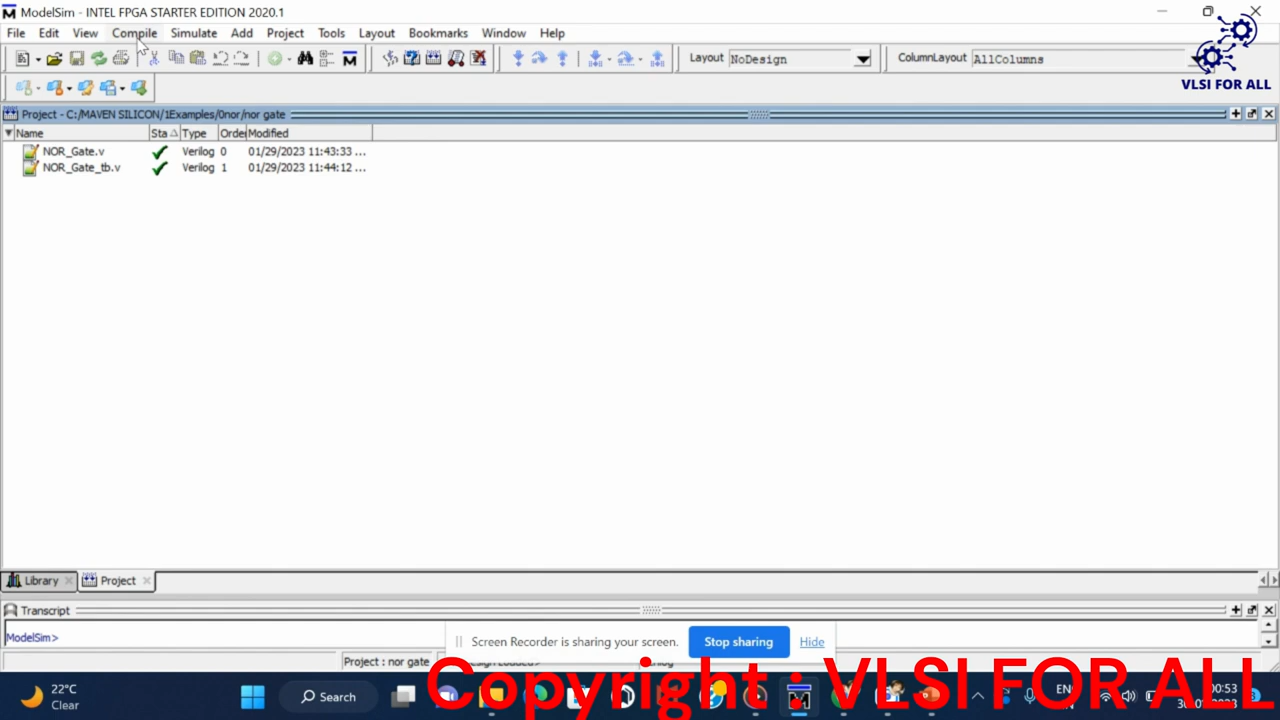 ModelSim - INTEL FPGA STARTER EDITION 2020.1
VLSI FOR ALL
File Edit View Compile Simulate Add Project Tools Layout Bookmarks Window Help
Layout NoDesign ColumnLayout AllColumns
Project - C:/MAVEN SILICON/1Examples/0nor/nor gate
Name Sta Type Order Modified
NOR_Gate.v Verilog 0 01/29/2023 11:43:33 ...
NOR_Gate_tb.v Verilog 1 01/29/2023 11:44:12 ...
Library Project
Transcript
ModelSim>
Screen Recorder is sharing your screen. Stop sharing Hide
Project : nor gate
Copyright : VLSI FOR ALL
22°C
Clear
Search
00:53